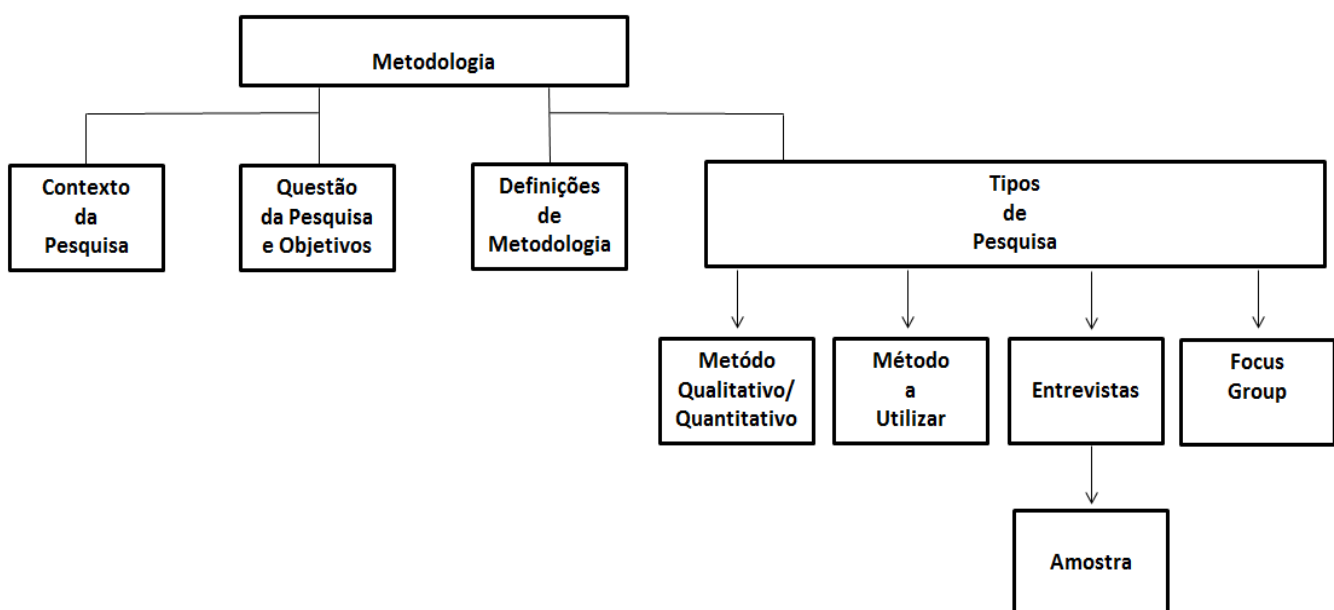 Metodologia
Contexto
da
Pesquisa
Questão
da Pesquisa
e Objetivos
Definições
de
Metodologia
Tipos
de
Pesquisa
Metódo
Qualitativo/
Quantitativo
Método
a
Utilizar
Entrevistas
Focus
Group
Amostra